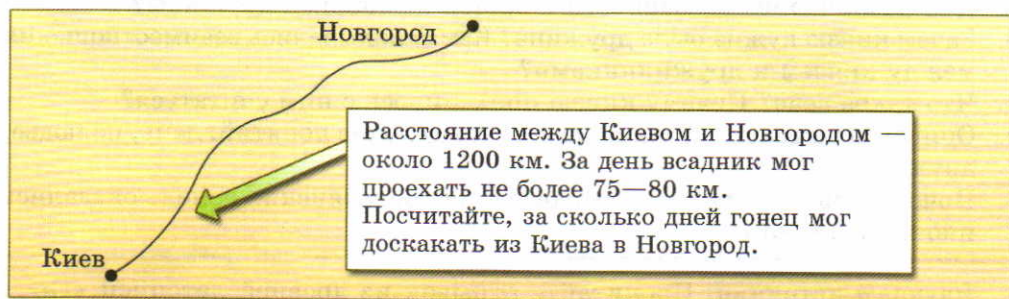 Новгород
Расстояние между Киевом и Новгородом —
около 1200 км. За день всадник мог
проехать не более 75—80 км.
Посчитайте, за сколько дней гонец мог
доскакать из Киева в Новгород.
Киев